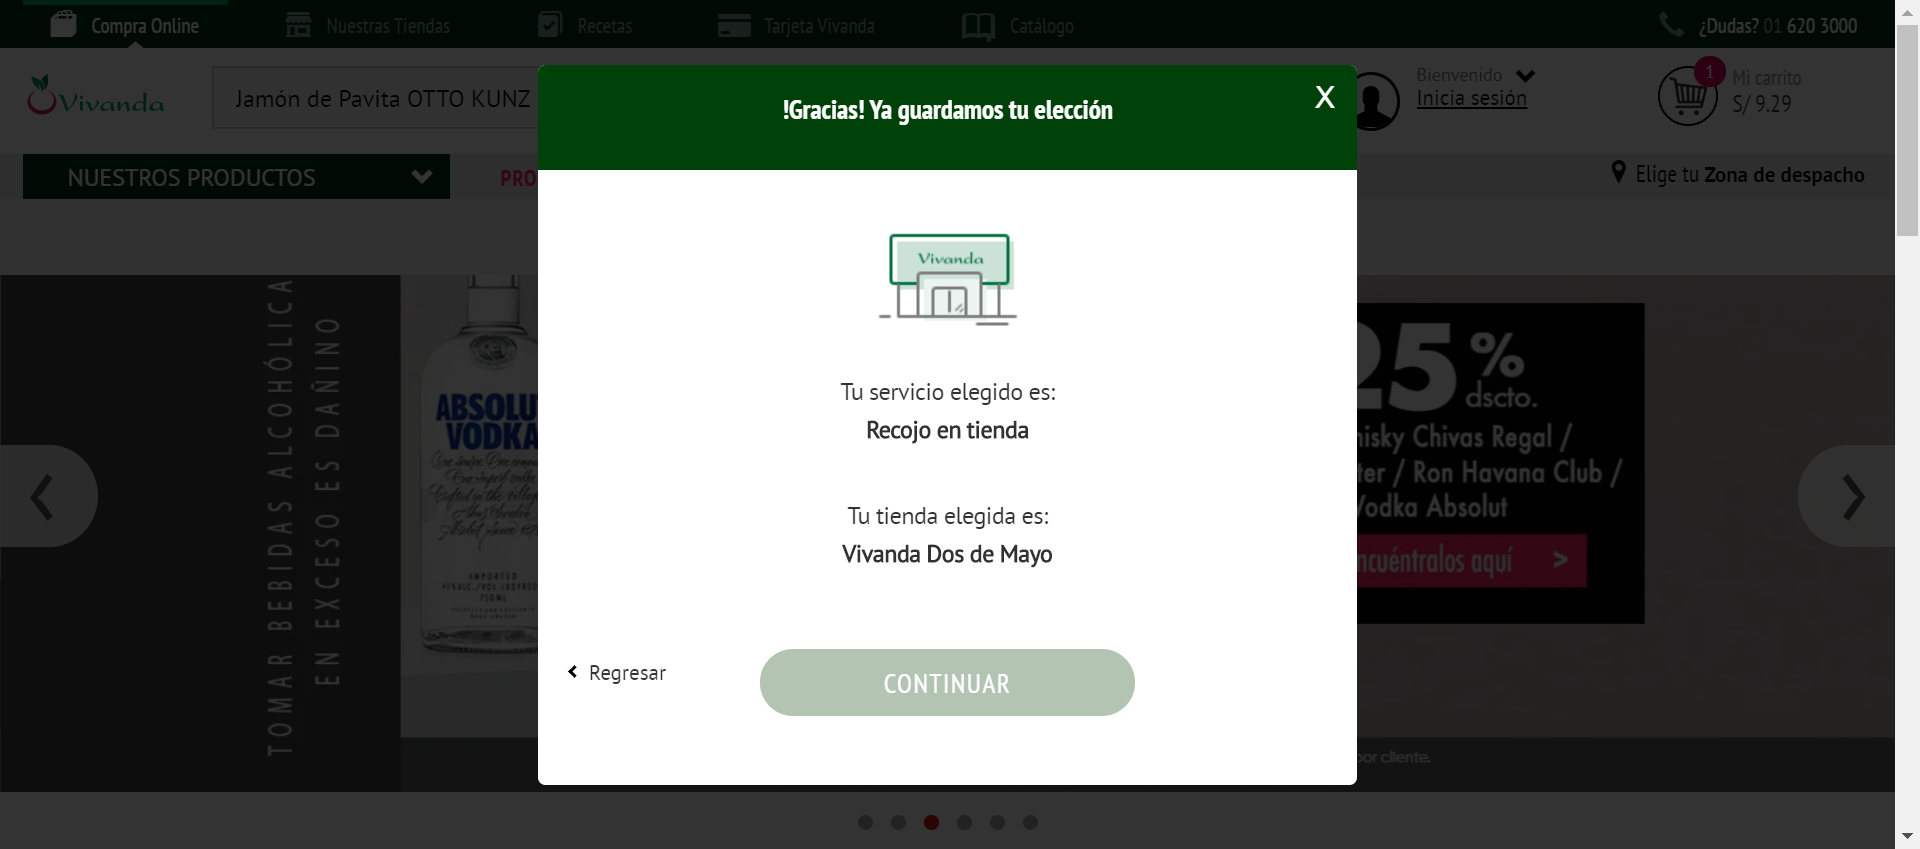 Compra Online
Nuestras Tiendas
Recetas
Tarjeta Vivanda
Catálogo
¿Dudas? 01 620 3000
Vivanda
Jamón de Pavita OTTO KUNZ
Bienvenido
Inicia sesión
1
Mi carrito
S/ 9.29
NUESTROS PRODUCTOS
PRO
Elige tu Zona de despacho
!Gracias! Ya guardamos tu elección
X
Vivanda
Tu servicio elegido es:
Recojo en tienda
Tu tienda elegida es:
Vivanda Dos de Mayo
Regresar
CONTINUAR
TOMAR BEBIDAS ALCOHÓLICA
EN EXCESO ES DAÑINO
ABSOLU
VODKA
IMPORTED
750ML
25%
dscto.
hisky Chivas Regal /
ter / Ron Havana Club /
Vodka Absolut
ncuéntralos aquí >
por cliente.